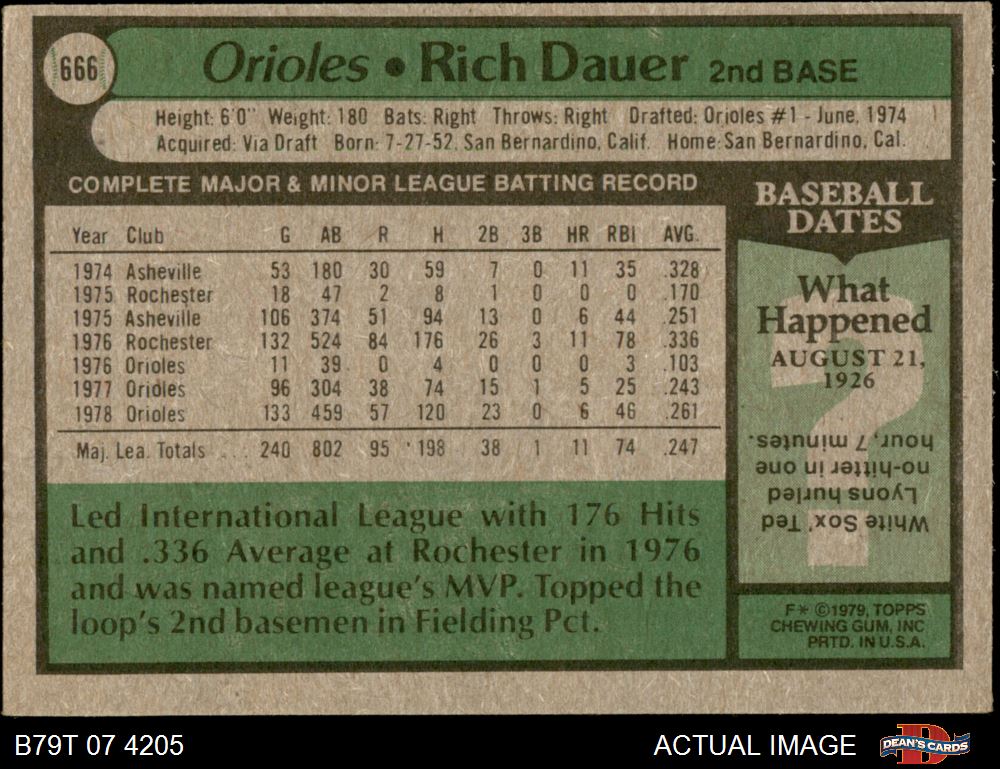 666
Orioles • Rich Dauer 2nd BASE
Height: 6'0" Weight: 180 Bats: Right Throws: Right Drafted: Orioles #1 - June, 1974
Acquired: Via Draft Born: 7-27-52, San Bernardino, Calif. Home: San Bernardino, Cal.
COMPLETE MAJOR & MINOR LEAGUE BATTING RECORD
Year Club G AB R H 2B 3B HR RBI AVG.
1974 Asheville 53 180 30 59 7 0 11 35 .328
1975 Rochester 18 47 2 8 1 0 0 0 .170
1975 Asheville 106 374 51 94 13 0 6 44 .251
1976 Rochester 132 524 84 176 26 3 11 78 .336
1976 Orioles 11 39 0 4 0 0 0 3 .103
1977 Orioles 96 304 38 74 15 1 5 25 .243
1978 Orioles 133 459 57 120 23 0 6 46 .261
Maj. Lea. Totals ... 240 802 95 198 38 1 11 74 .247
Led International League with 176 Hits
and .336 Average at Rochester in 1976
and was named league's MVP. Topped the
loop's 2nd basemen in Fielding Pct.
BASEBALL
DATES
What
Happened
AUGUST 21,
1926
White Sox' Ted
Lyons hurled
no-hitter in one
hour, 7 minutes.
F* ©1979, TOPPS
CHEWING GUM, INC
PRTD. IN U.S.A.
B79T 07 4205
ACTUAL IMAGE
DEAN'S CARDS